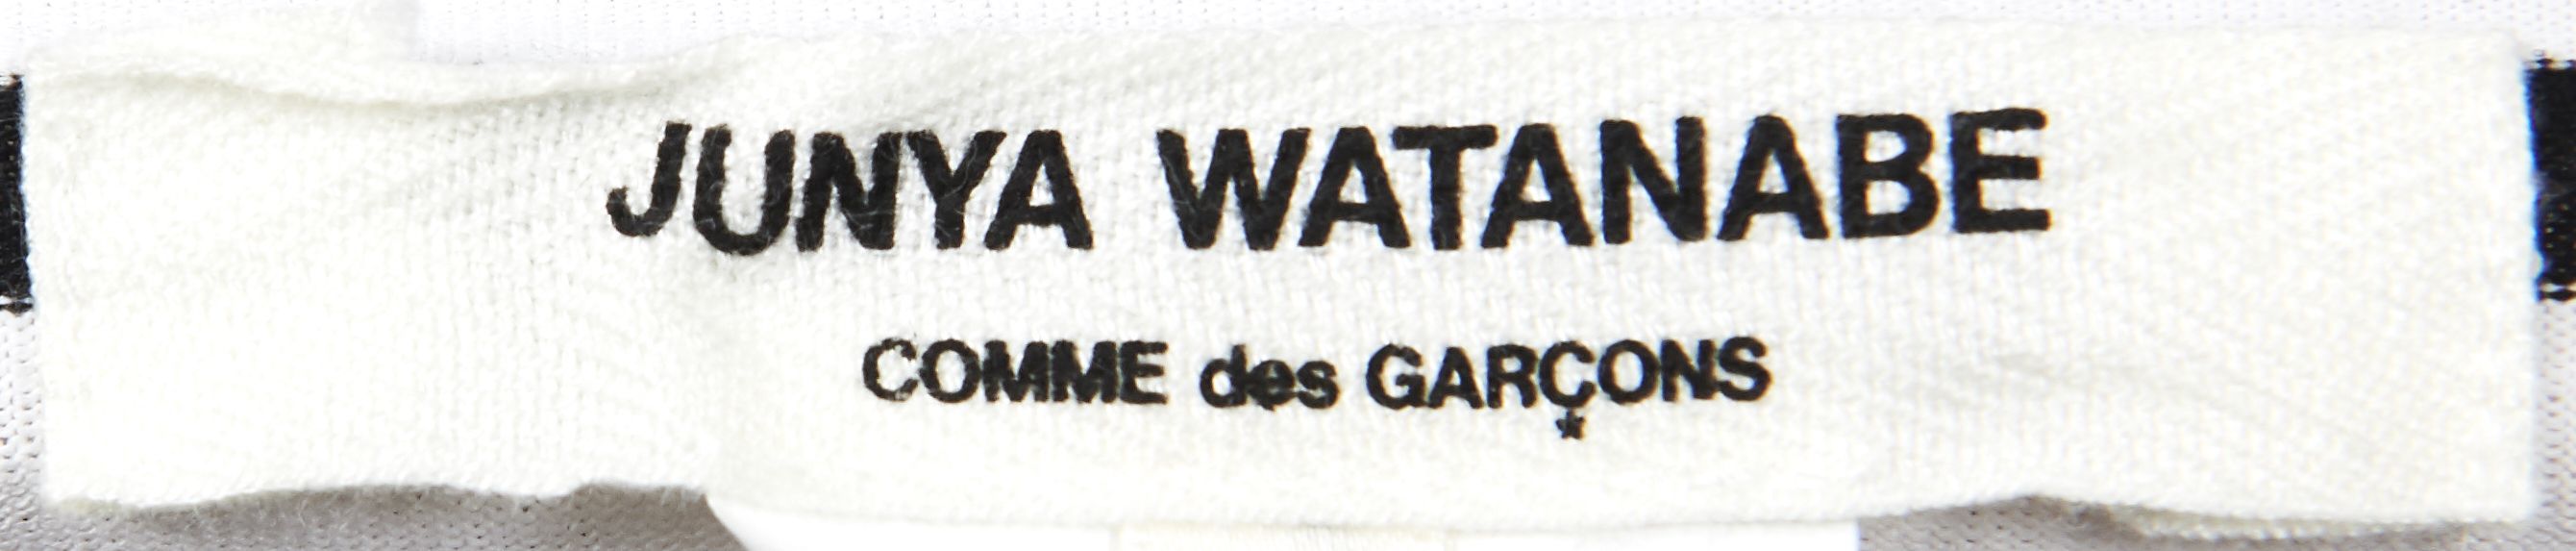 JUNYA WATANABE
COMME des GARÇONS